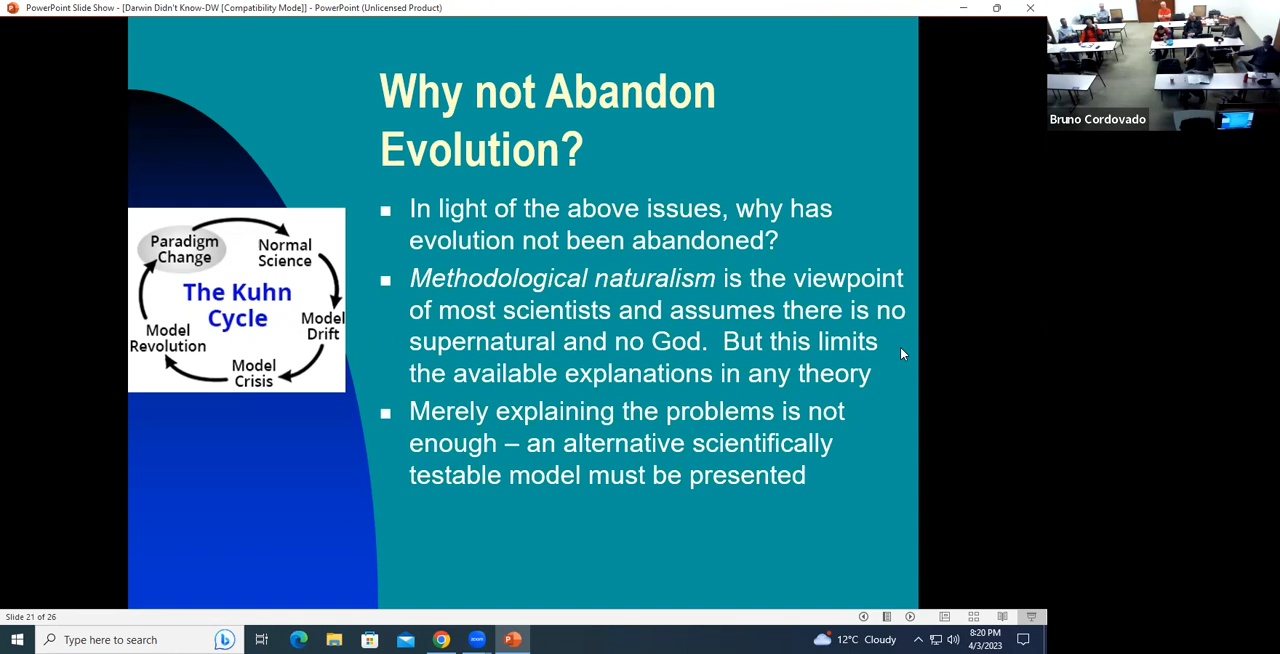 PowerPoint Slide Show - [Darwin Didn't Know-DW [Compatibility Mode]] - PowerPoint (Unlicensed Product)
Why not Abandon
Evolution?
In light of the above issues, why has
evolution not been abandoned?
Methodological naturalism is the viewpoint
of most scientists and assumes there is no
supernatural and no God. But this limits
the available explanations in any theory
Merely explaining the problems is not
enough – an alternative scientifically
testable model must be presented
Paradigm
Change
Normal
Science
The Kuhn
Cycle
Model
Drift
Model
Revolution
Model
Crisis
Bruno Cordovado
Slide 21 of 26
Type here to search
zoom
12°C Cloudy
8:20 PM
4/3/2023